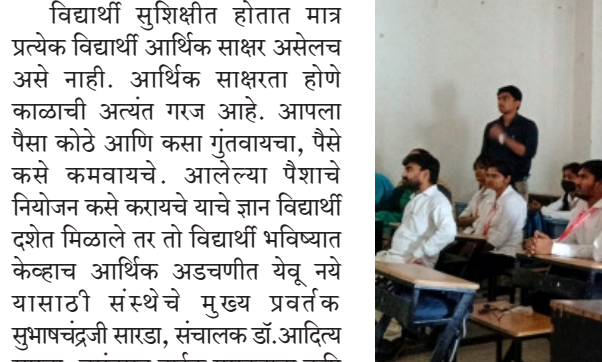 विद्यार्थी सुशिक्षीत होतात मात्र
प्रत्येक विद्यार्थी आर्थिक साक्षर असेलच
असे नाही. आर्थिक साक्षरता होणे
काळाची अत्यंत गरज आहे. आपला
पैसा कोठे आणि कसा गुंतवायचा, पैसे
कसे कमवायचे. आलेल्या पैशाचे
नियोजन कसे करायचे याचे ज्ञान विद्यार्थी
दशेत मिळाले तर तो विद्यार्थी भविष्यात
केव्हाच आर्थिक अडचणीत येवू नये
यासाठी संस्थेचे मुख्य प्रवर्तक
सुभाषचंद्रजी सारडा, संचालक डॉ.आदित्य